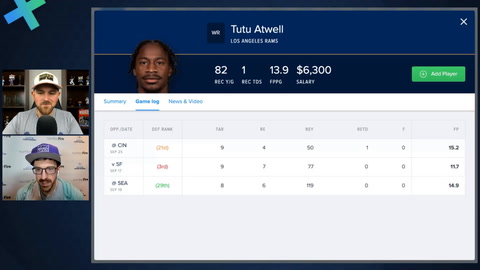 Tutu Atwell
WR
LOS ANGELES RAMS
82 1 13.9 $6,300
REC Y/G REC TDS FPPG SALARY
Add Player
Summary Game log News & Video
OPP/DATE DEF RANK TAR RE REY RETD F FP
@ CIN (21st) 9 4 50 1 0 15.2
SEP 25
v SF (3rd) 9 7 77 0 0 11.7
SEP 17
@ SEA (29th) 8 6 119 0 0 14.9
SEP 10